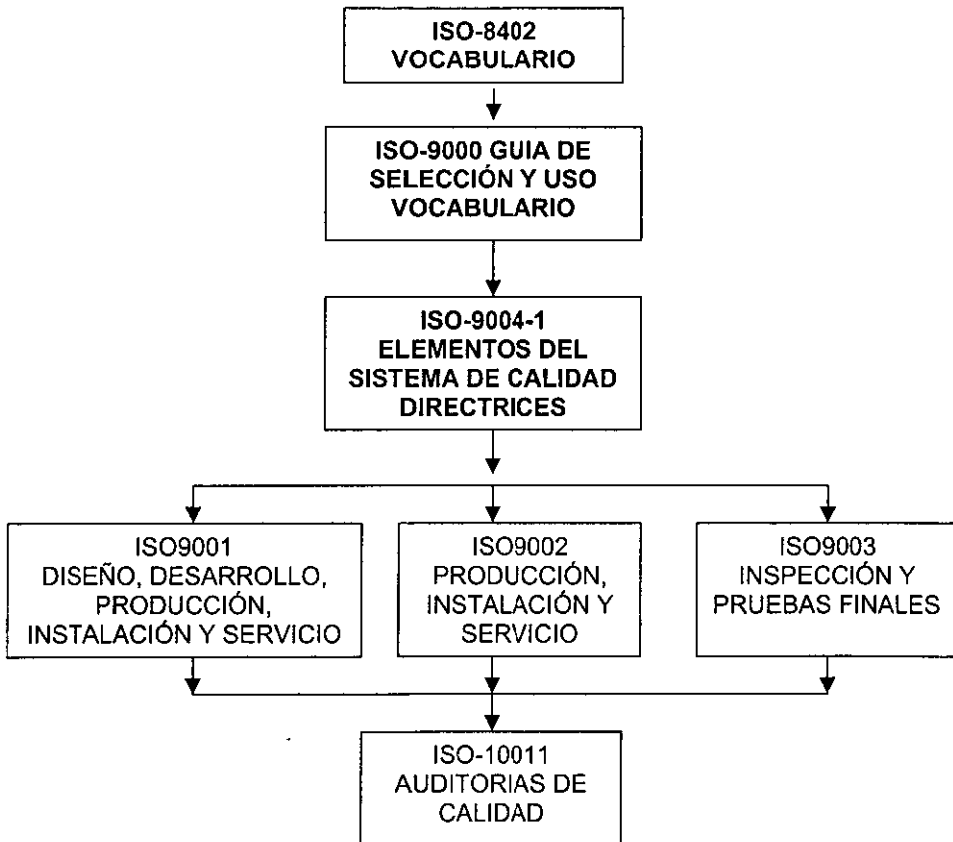 ISO-8402
VOCABULARIO
ISO-9000 GUIA DE
SELECCIÓN Y USO
VOCABULARIO
ISO-9004-1
ELEMENTOS DEL
SISTEMA DE CALIDAD
DIRECTRICES
ISO9001
DISEÑO, DESARROLLO,
PRODUCCIÓN,
INSTALACIÓN Y SERVICIO
ISO9002
PRODUCCIÓN,
INSTALACIÓN Y
SERVICIO
ISO9003
INSPECCIÓN Y
PRUEBAS FINALES
ISO-10011
AUDITORIAS DE
CALIDAD